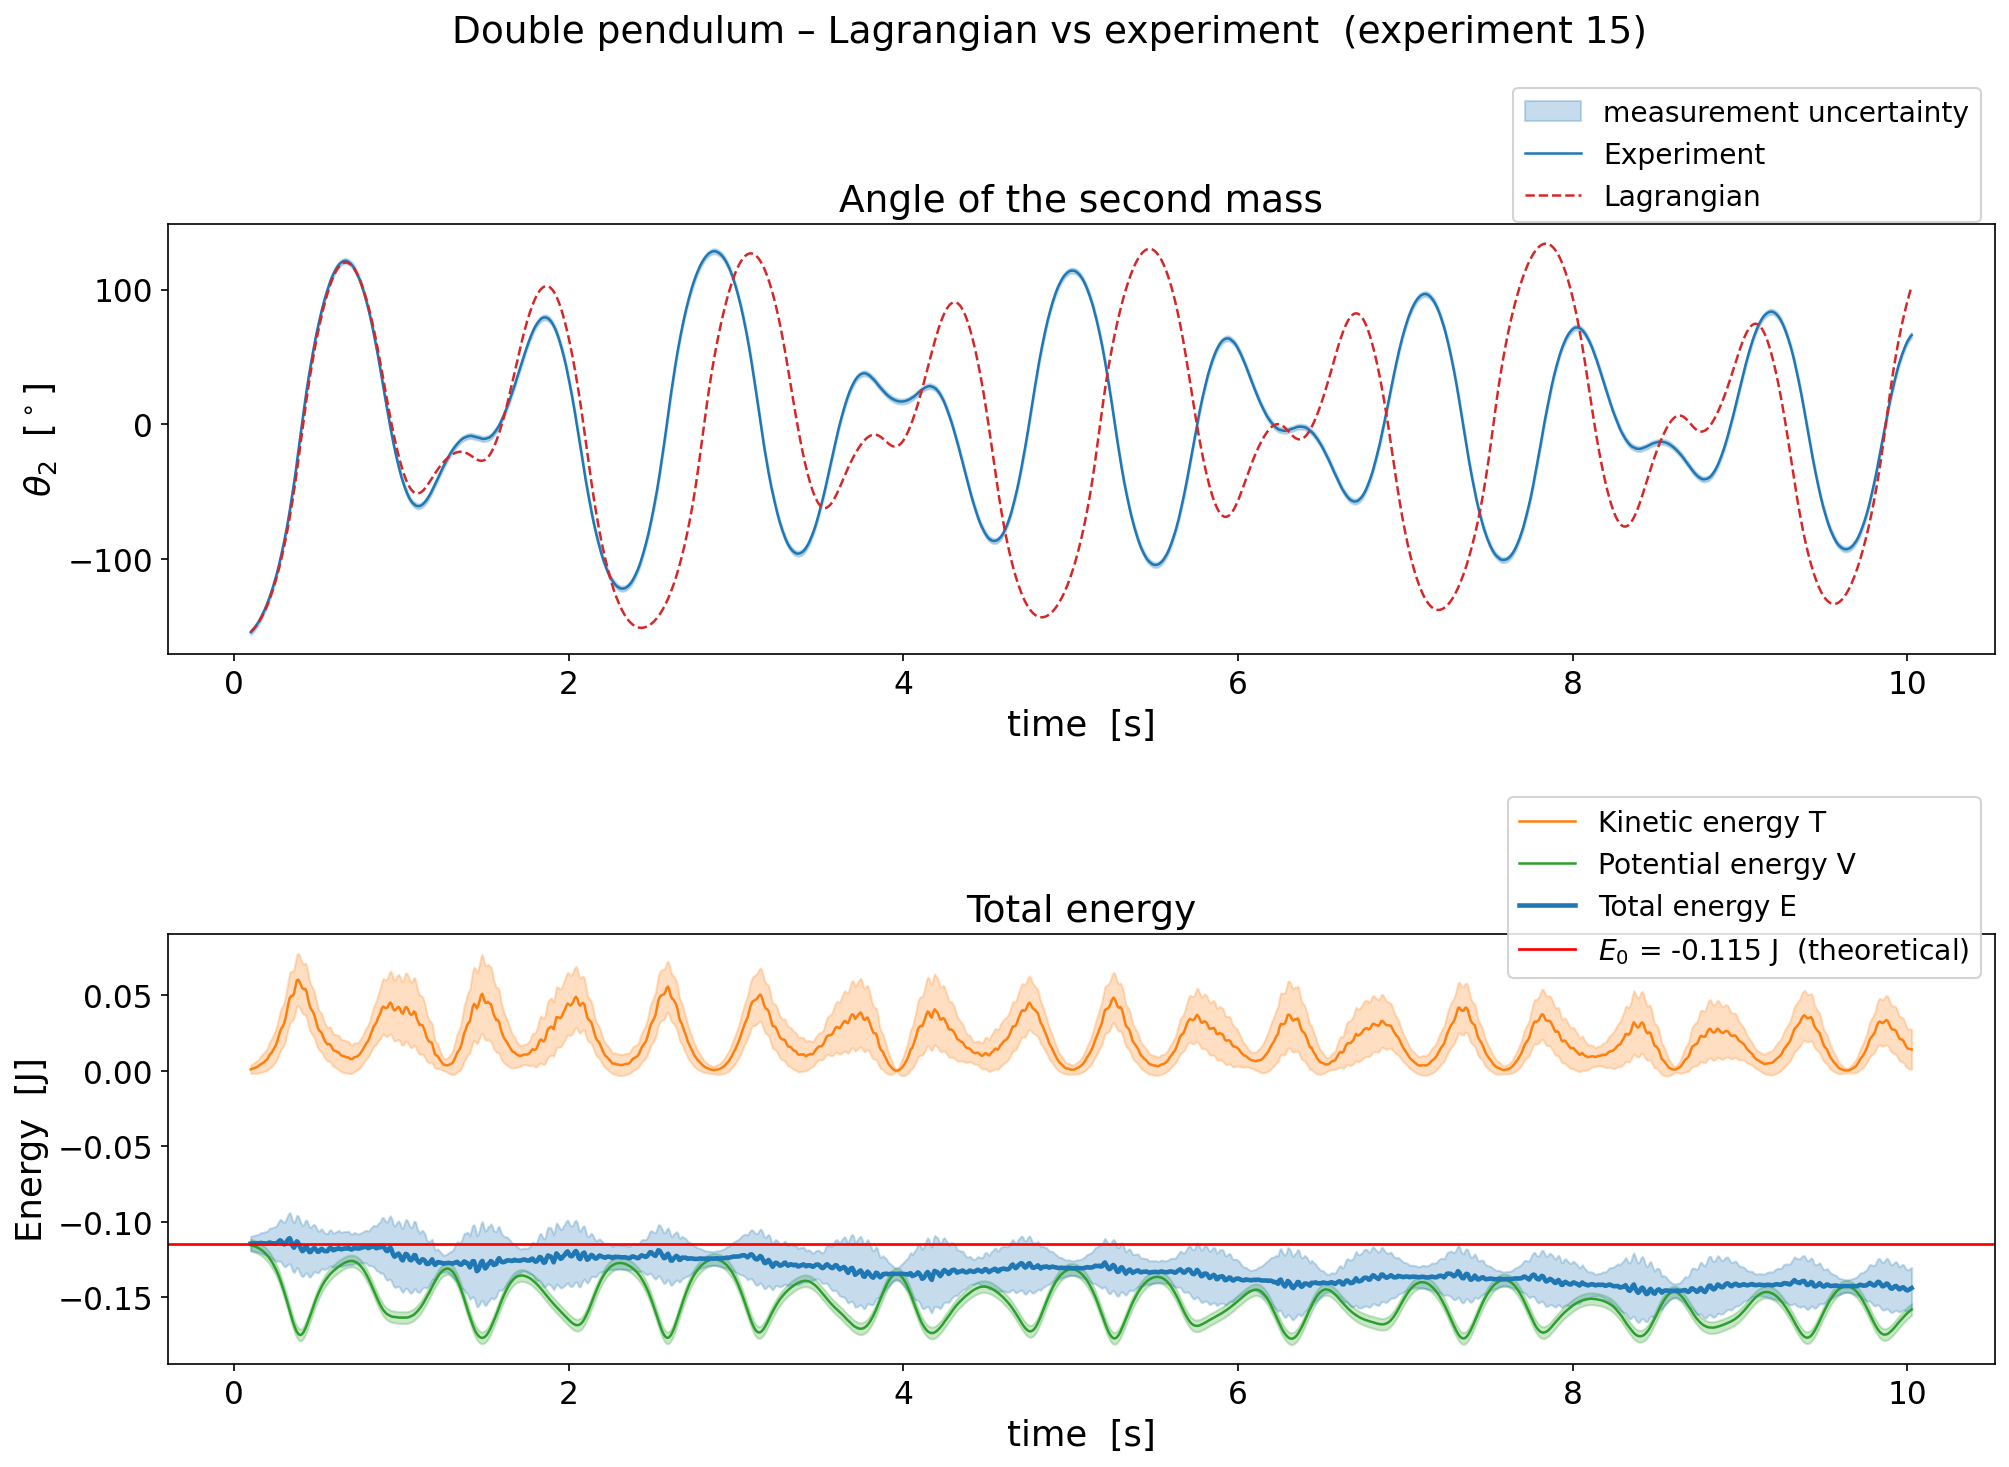 Double pendulum – Lagrangian vs experiment (experiment 15)
measurement uncertainty
Experiment
Lagrangian
Angle of the second mass
100
0
−100
θ₂ [°]
0 2 4 6 8 10
time [s]
Kinetic energy T
Potential energy V
Total energy E
E₀ = -0.115 J (theoretical)
Total energy
0.05
0.00
−0.05
−0.10
−0.15
Energy [J]
0 2 4 6 8 10
time [s]